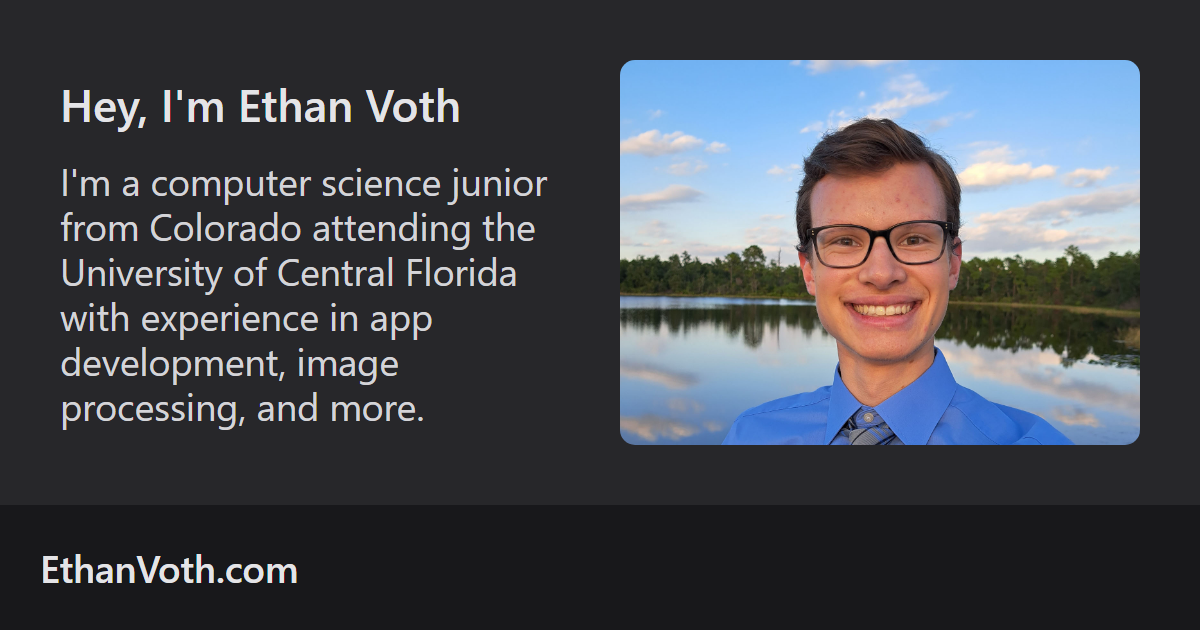 Hey, I'm Ethan Voth
I'm a computer science junior
from Colorado attending the
University of Central Florida
with experience in app
development, image
processing, and more.
EthanVoth.com